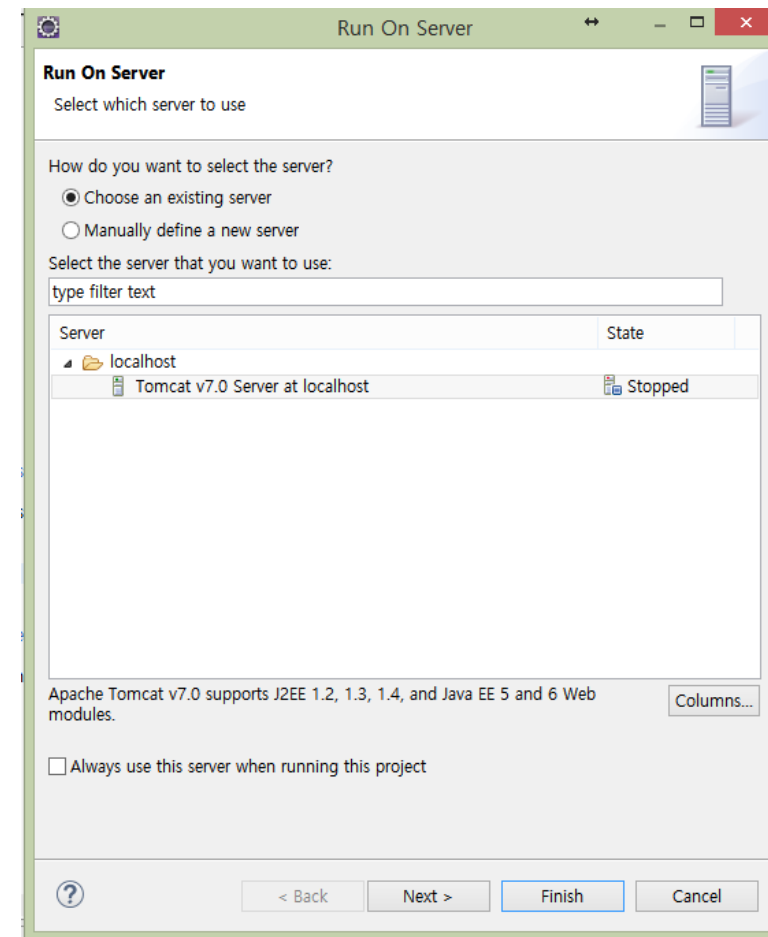 Run On Server
Run On Server
Select which server to use
How do you want to select the server?
Choose an existing server
Manually define a new server
Select the server that you want to use:
type filter text
Server State
localhost
Tomcat v7.0 Server at localhost Stopped
Apache Tomcat v7.0 supports J2EE 1.2, 1.3, 1.4, and Java EE 5 and 6 Web
modules.
Columns...
Always use this server when running this project
?
< Back Next > Finish Cancel